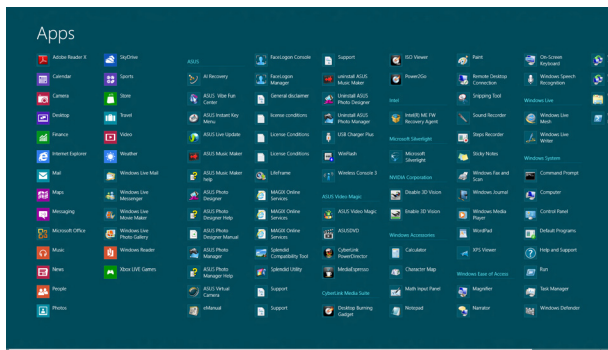 Apps
Adobe Reader X
Calendar
Camera
Desktop
Finance
Internet Explorer
Mail
Maps
Messaging
Microsoft Office
Music
News
People
Photos
SkyDrive
Sports
Store
Travel
Video
Weather
Windows Live Mail
Windows Live
Messenger
Windows Live
Movie Maker
Windows Live
Photo Gallery
Windows Reader
Xbox LIVE Games
ASUS
AI Recovery
ASUS Vibe Fun
Center
ASUS Instant Key
Menu
ASUS Live Update
ASUS Music Maker
ASUS Music Maker
help
ASUS Photo
Designer
ASUS Photo
Designer Help
ASUS Photo
Designer Manual
ASUS Photo
Manager
ASUS Photo
Manager Help
ASUS Virtual
Camera
eManual
FaceLogon Console
FaceLogon
Manager
General disclaimer
license conditions
License Conditions
License Conditions
LifeFrame
MAGIX Online
Services
MAGIX Online
Services
MAGIX Online
Services
Splendid
Compatibility Tool
Splendid Utility
Support
Support
Support
uninstall ASUS
Music Maker
Uninstall ASUS
Photo Designer
Uninstall ASUS
Photo Manager
USB Charger Plus
WinFlash
Wireless Console 3
ASUS Video Magic
ASUS Video Magic
ASUSDVD
CyberLink
PowerDirector
MediaEspresso
CyberLink Media Suite
Desktop Burning
Gadget
ISO Viewer
Power2Go
Intel
Intel(R) ME FW
Recovery Agent
Microsoft Silverlight
Microsoft
Silverlight
NVIDIA Corporation
Disable 3D Vision
Enable 3D Vision
Windows Accessories
Calculator
Character Map
Math Input Panel
Notepad
Paint
Remote Desktop
Connection
Snipping Tool
Sound Recorder
Steps Recorder
Sticky Notes
Windows Fax and
Scan
Windows Journal
Windows Media
Player
WordPad
XPS Viewer
Windows Ease of Access
Magnifier
Narrator
On-Screen
Keyboard
Windows Speech
Recognition
Windows Live
Windows Live
Mesh
Windows Live
Writer
Windows System
Command Prompt
Computer
Control Panel
Default Programs
Help and Support
Run
Task Manager
Windows Defender